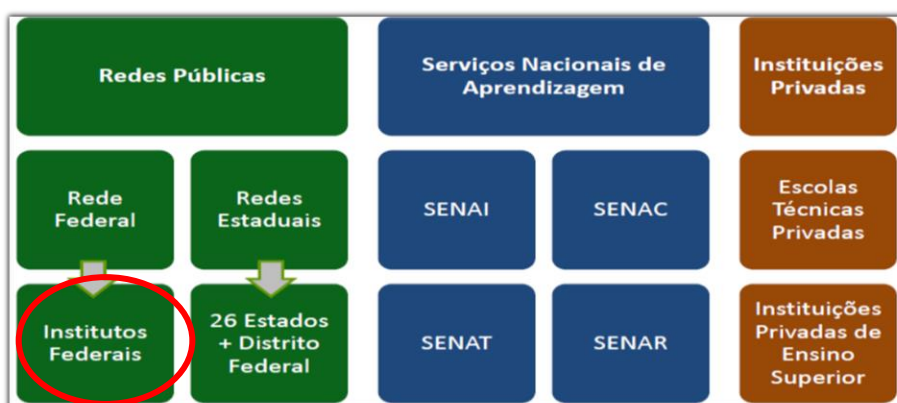 Redes Públicas
Serviços Nacionais de
Aprendizagem
Instituições
Privadas
Rede
Federal
Redes
Estaduais
SENAI
SENAC
Escolas
Técnicas
Privadas
Institutos
Federais
26 Estados
+ Distrito
Federal
SENAT
SENAR
Instituições
Privadas de
Ensino
Superior